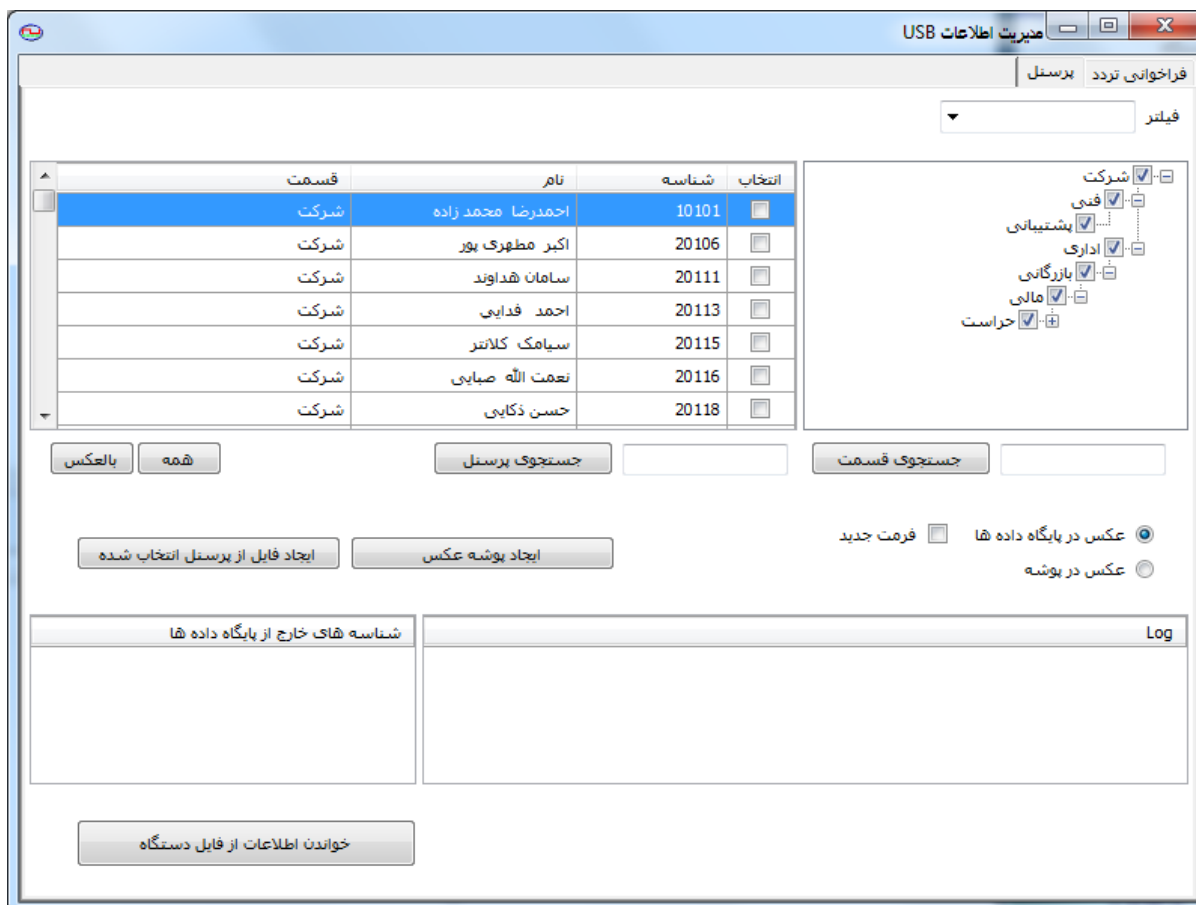 مدیریت اطلاعات USB
فراخوانی تردد پرسنل
فیلتر
شرکت
فنی
پشتیبانی
اداری
بازرگانی
مالی
حراست
انتخاب شناسه نام قسمت
10101 احمدرضا محمد زاده شرکت
20106 اکبر مطهری پور شرکت
20111 سامان هداوند شرکت
20113 احمد فدایی شرکت
20115 سیامک کلانتر شرکت
20116 نعمت الله صبایی شرکت
20118 حسن ذکایی شرکت
جستجوی قسمت جستجوی پرسنل همه بالعکس
عکس در پایگاه داده ها فرمت جدید
عکس در پوشه
ایجاد پوشه عکس ایجاد فایل از پرسنل انتخاب شده
Log شناسه های خارج از پایگاه داده ها
خواندن اطلاعات از فایل دستگاه